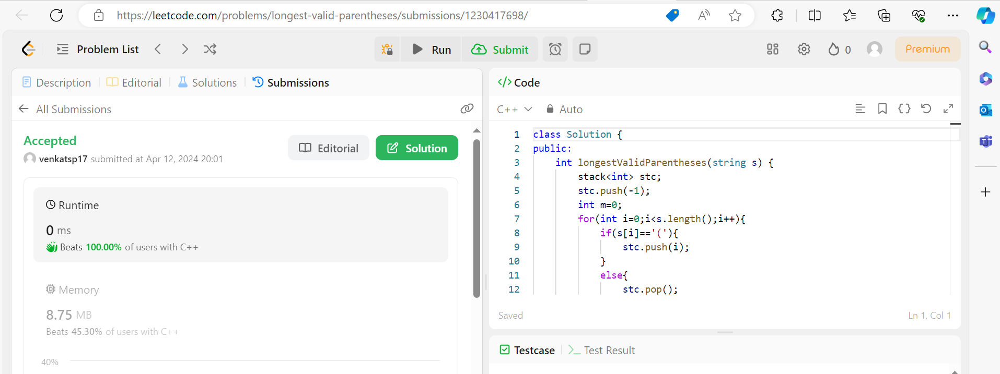 https://leetcode.com/problems/longest-valid-parentheses/submissions/1230417698/
Problem List
Run
Submit
0
Premium
Description
Editorial
Solutions
Submissions
All Submissions
Accepted
venkatsp17 submitted at Apr 12, 2024 20:01
Editorial
Solution
Runtime
0 ms
Beats 100.00% of users with C++
Memory
8.75 MB
Beats 45.30% of users with C++
40%
</> Code
C++
Auto
1 class Solution {
2 public:
3     int longestValidParentheses(string s) {
4         stack<int> stc;
5         stc.push(-1);
6         int m=0;
7         for(int i=0;i<s.length();i++){
8             if(s[i]=='('){
9                 stc.push(i);
10             }
11             else{
12                 stc.pop();
Saved
Ln 1, Col 1
Testcase
Test Result